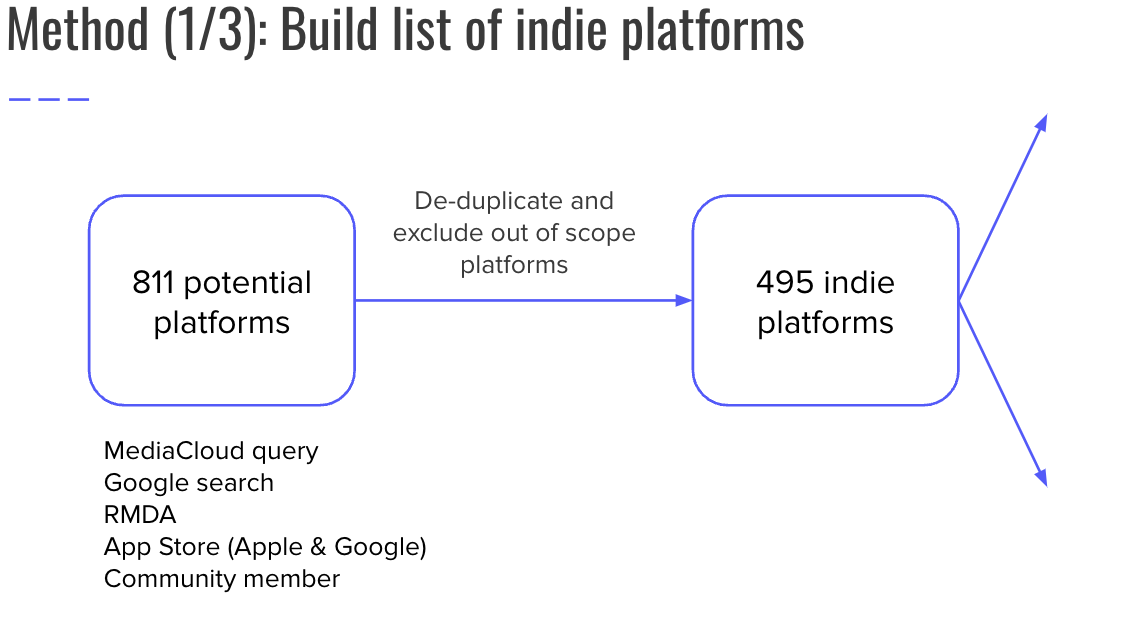 Method (1/3): Build list of indie platforms
De-duplicate and
exclude out of scope
platforms
811 potential
platforms
495 indie
platforms
MediaCloud query
Google search
RMDA
App Store (Apple & Google)
Community member